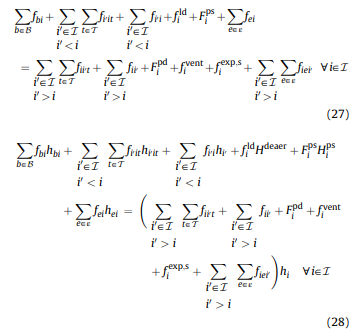 ∑_{b∈ℬ} f_{bi} + ∑_{i′∈ℐ, i′<i} ∑_{t∈𝒯} f_{i′it} + ∑_{i′∈ℐ, i′<i} f_{i′i} + f_i^{ld} + F_i^{ps} + ∑_{e∈ε} f_{ei}
= ∑_{i′∈ℐ, i′>i} ∑_{t∈𝒯} f_{ii′t} + ∑_{i′∈ℐ, i′>i} f_{ii′} + F_i^{pd} + f_i^{vent} + f_i^{exp,s} + ∑_{i′∈ℐ, i′>i} ∑_{e∈ε} f_{iei′} ∀ i∈ℐ
(27)
∑_{b∈ℬ} f_{bi}h_{bi} + ∑_{i′∈ℐ, i′<i} ∑_{t∈𝒯} f_{i′it}h_{i′it} + ∑_{i′∈ℐ, i′<i} f_{i′i}h_{i′} + f_i^{ld}H^{deaer} + F_i^{ps}H_i^{ps}
+ ∑_{e∈ε} f_{ei}h_{ei} = ( ∑_{i′∈ℐ, i′>i} ∑_{t∈𝒯} f_{ii′t} + ∑_{i′∈ℐ, i′>i} f_{ii′} + F_i^{pd} + f_i^{vent}
+ f_i^{exp,s} + ∑_{i′∈ℐ, i′>i} ∑_{e∈ε} f_{iei′} ) h_i ∀ i∈ℐ
(28)